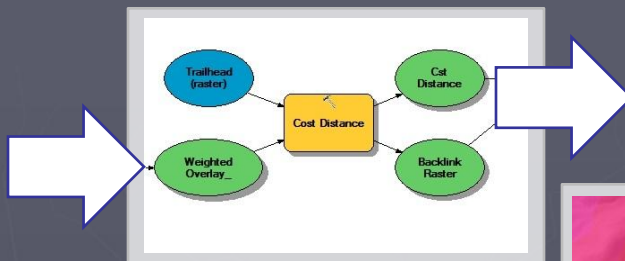 Trailhead
(raster)
Cst
Distance
Cost Distance
Weighted
Overlay_
Backlink
Raster